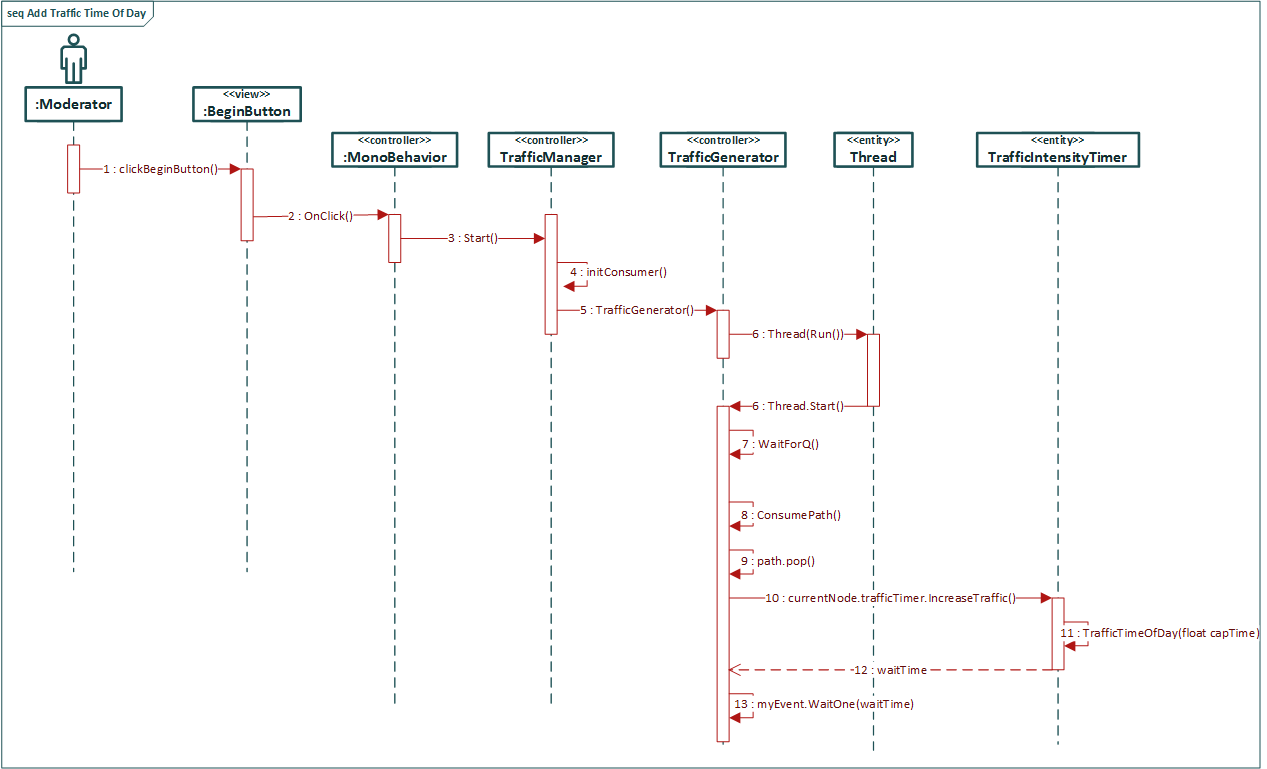 seq Add Traffic Time Of Day
:Moderator
<<view>>
:BeginButton
<<controller>>
:MonoBehavior
<<controller>>
TrafficManager
<<controller>>
TrafficGenerator
<<entity>>
Thread
<<entity>>
TrafficIntensityTimer
1 : clickBeginButton()
2 : OnClick()
3 : Start()
4 : initConsumer()
5 : TrafficGenerator()
6 : Thread(Run())
6 : Thread.Start()
7 : WaitForQ()
8 : ConsumePath()
9 : path.pop()
10 : currentNode.trafficTimer.IncreaseTraffic()
11 : TrafficTimeOfDay(float capTime)
12 : waitTime
13 : myEvent.WaitOne(waitTime)